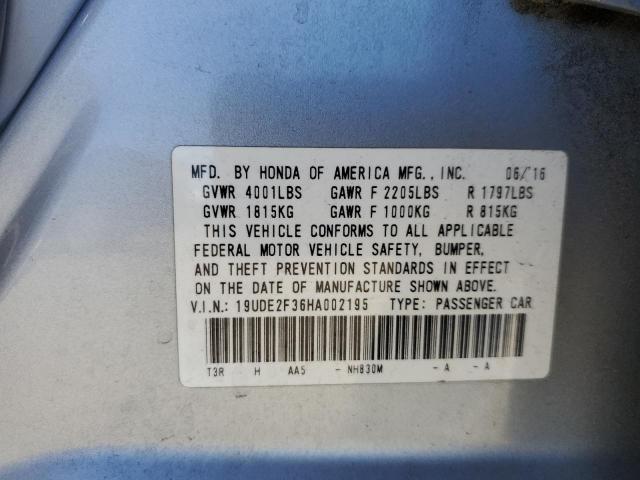 MFD. BY HONDA OF AMERICA MFG., INC. 06/16
GVWR 4001LBS GAWR F 2205LBS R 1797LBS
GVWR 1815KG GAWR F 1000KG R 815KG
THIS VEHICLE CONFORMS TO ALL APPLICABLE
FEDERAL MOTOR VEHICLE SAFETY, BUMPER,
AND THEFT PREVENTION STANDARDS IN EFFECT
ON THE DATE OF MANUFACTURE SHOWN ABOVE.
V.I.N.: 19UDE2F36HA002195 TYPE: PASSENGER CAR
T3R H AA5 - NH830M - A - A